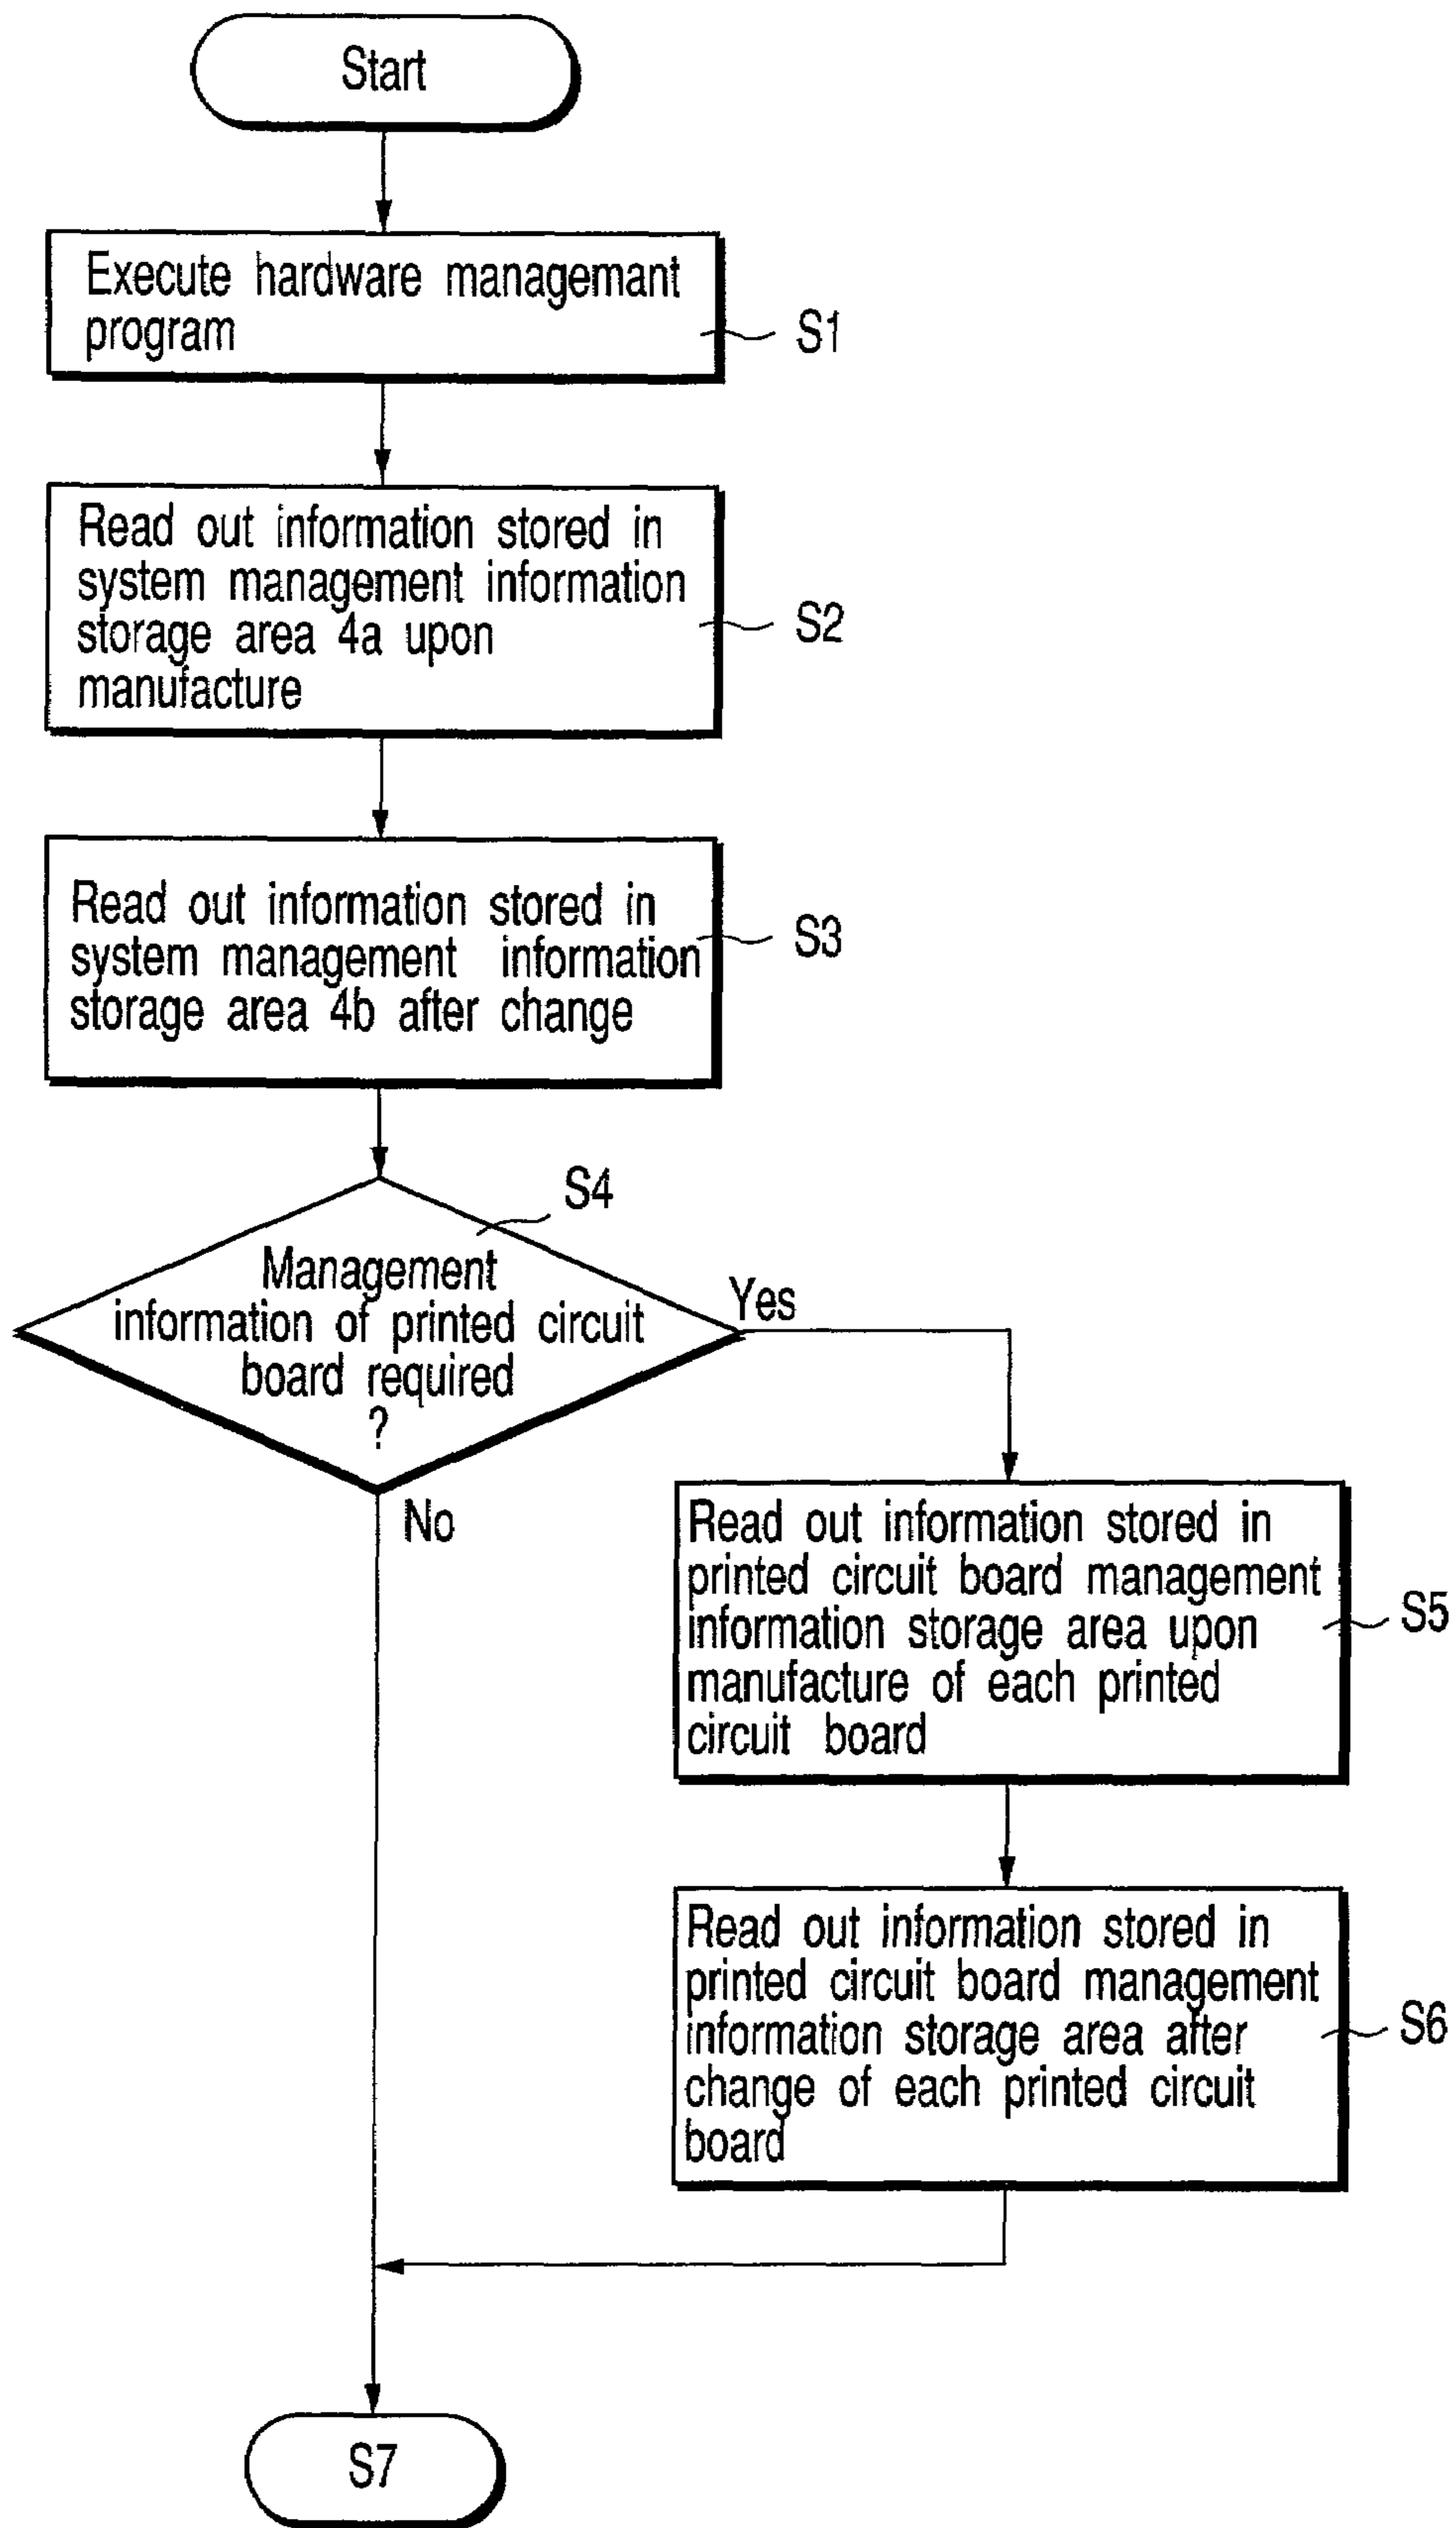 Start
Execute hardware managemant
program
S1
Read out information stored in
system management information
storage area 4a upon
manufacture
S2
Read out information stored in
system management information
storage area 4b after change
S3
S4
Management
information of printed circuit
board required
?
Yes
No
Read out information stored in
printed circuit board management
information storage area upon
manufacture of each printed
circuit board
S5
Read out information stored in
printed circuit board management
information storage area after
change of each printed circuit
board
S6
S7